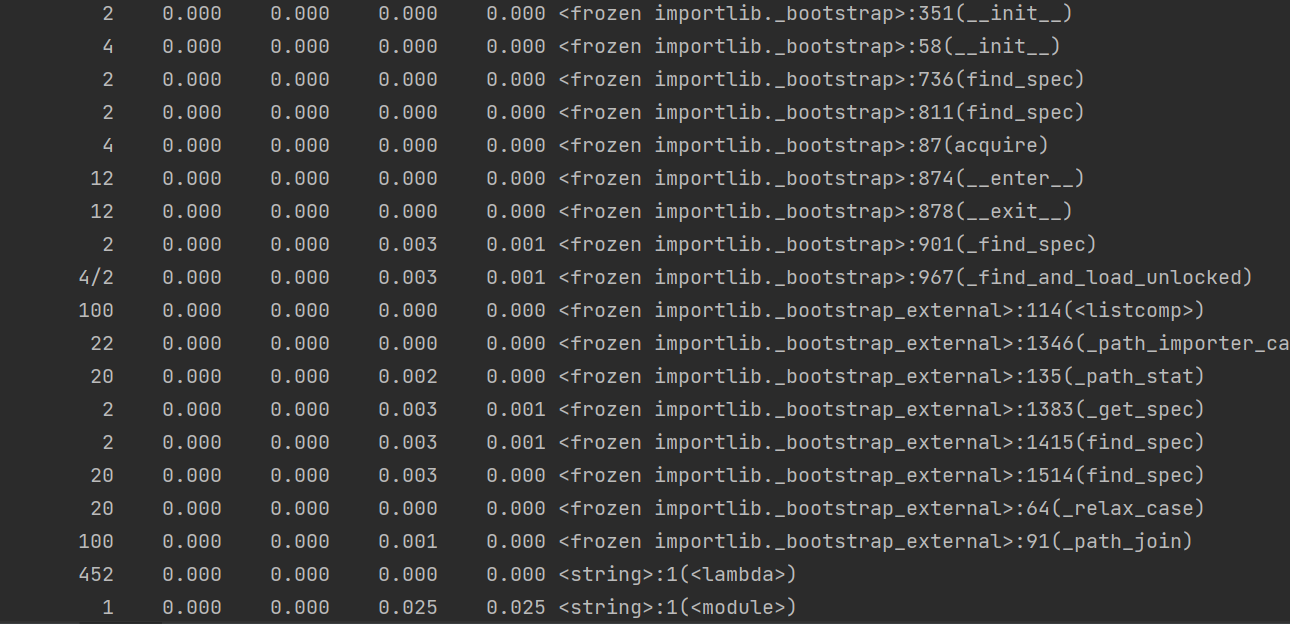 2 0.000 0.000 0.000 0.000 <frozen importlib._bootstrap>:351(__init__)
4 0.000 0.000 0.000 0.000 <frozen importlib._bootstrap>:58(__init__)
2 0.000 0.000 0.000 0.000 <frozen importlib._bootstrap>:736(find_spec)
2 0.000 0.000 0.000 0.000 <frozen importlib._bootstrap>:811(find_spec)
4 0.000 0.000 0.000 0.000 <frozen importlib._bootstrap>:87(acquire)
12 0.000 0.000 0.000 0.000 <frozen importlib._bootstrap>:874(__enter__)
12 0.000 0.000 0.000 0.000 <frozen importlib._bootstrap>:878(__exit__)
2 0.000 0.000 0.003 0.001 <frozen importlib._bootstrap>:901(_find_spec)
4/2 0.000 0.000 0.003 0.001 <frozen importlib._bootstrap>:967(_find_and_load_unlocked)
100 0.000 0.000 0.000 0.000 <frozen importlib._bootstrap_external>:114(<listcomp>)
22 0.000 0.000 0.000 0.000 <frozen importlib._bootstrap_external>:1346(_path_importer_ca
20 0.000 0.000 0.002 0.000 <frozen importlib._bootstrap_external>:135(_path_stat)
2 0.000 0.000 0.003 0.001 <frozen importlib._bootstrap_external>:1383(_get_spec)
2 0.000 0.000 0.003 0.001 <frozen importlib._bootstrap_external>:1415(find_spec)
20 0.000 0.000 0.003 0.000 <frozen importlib._bootstrap_external>:1514(find_spec)
20 0.000 0.000 0.000 0.000 <frozen importlib._bootstrap_external>:64(_relax_case)
100 0.000 0.000 0.001 0.000 <frozen importlib._bootstrap_external>:91(_path_join)
452 0.000 0.000 0.000 0.000 <string>:1(<lambda>)
1 0.000 0.000 0.025 0.025 <string>:1(<module>)